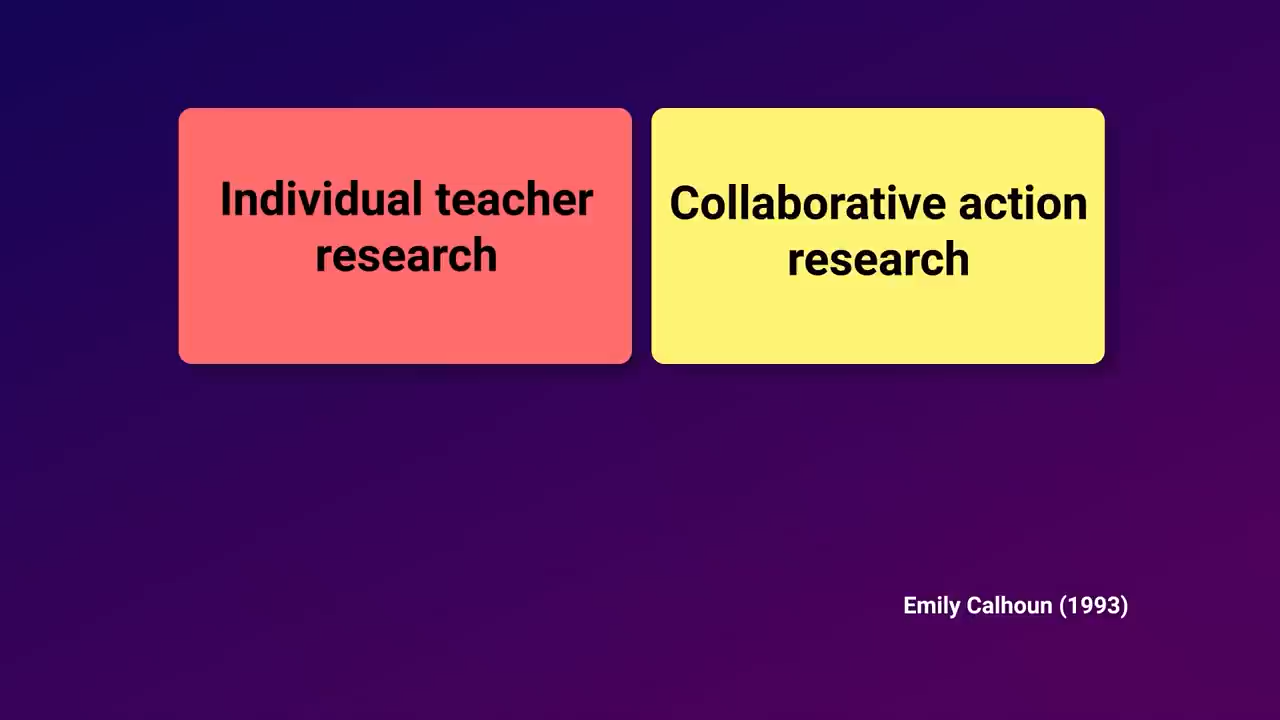 Individual teacher
research
Collaborative action
research
Emily Calhoun (1993)